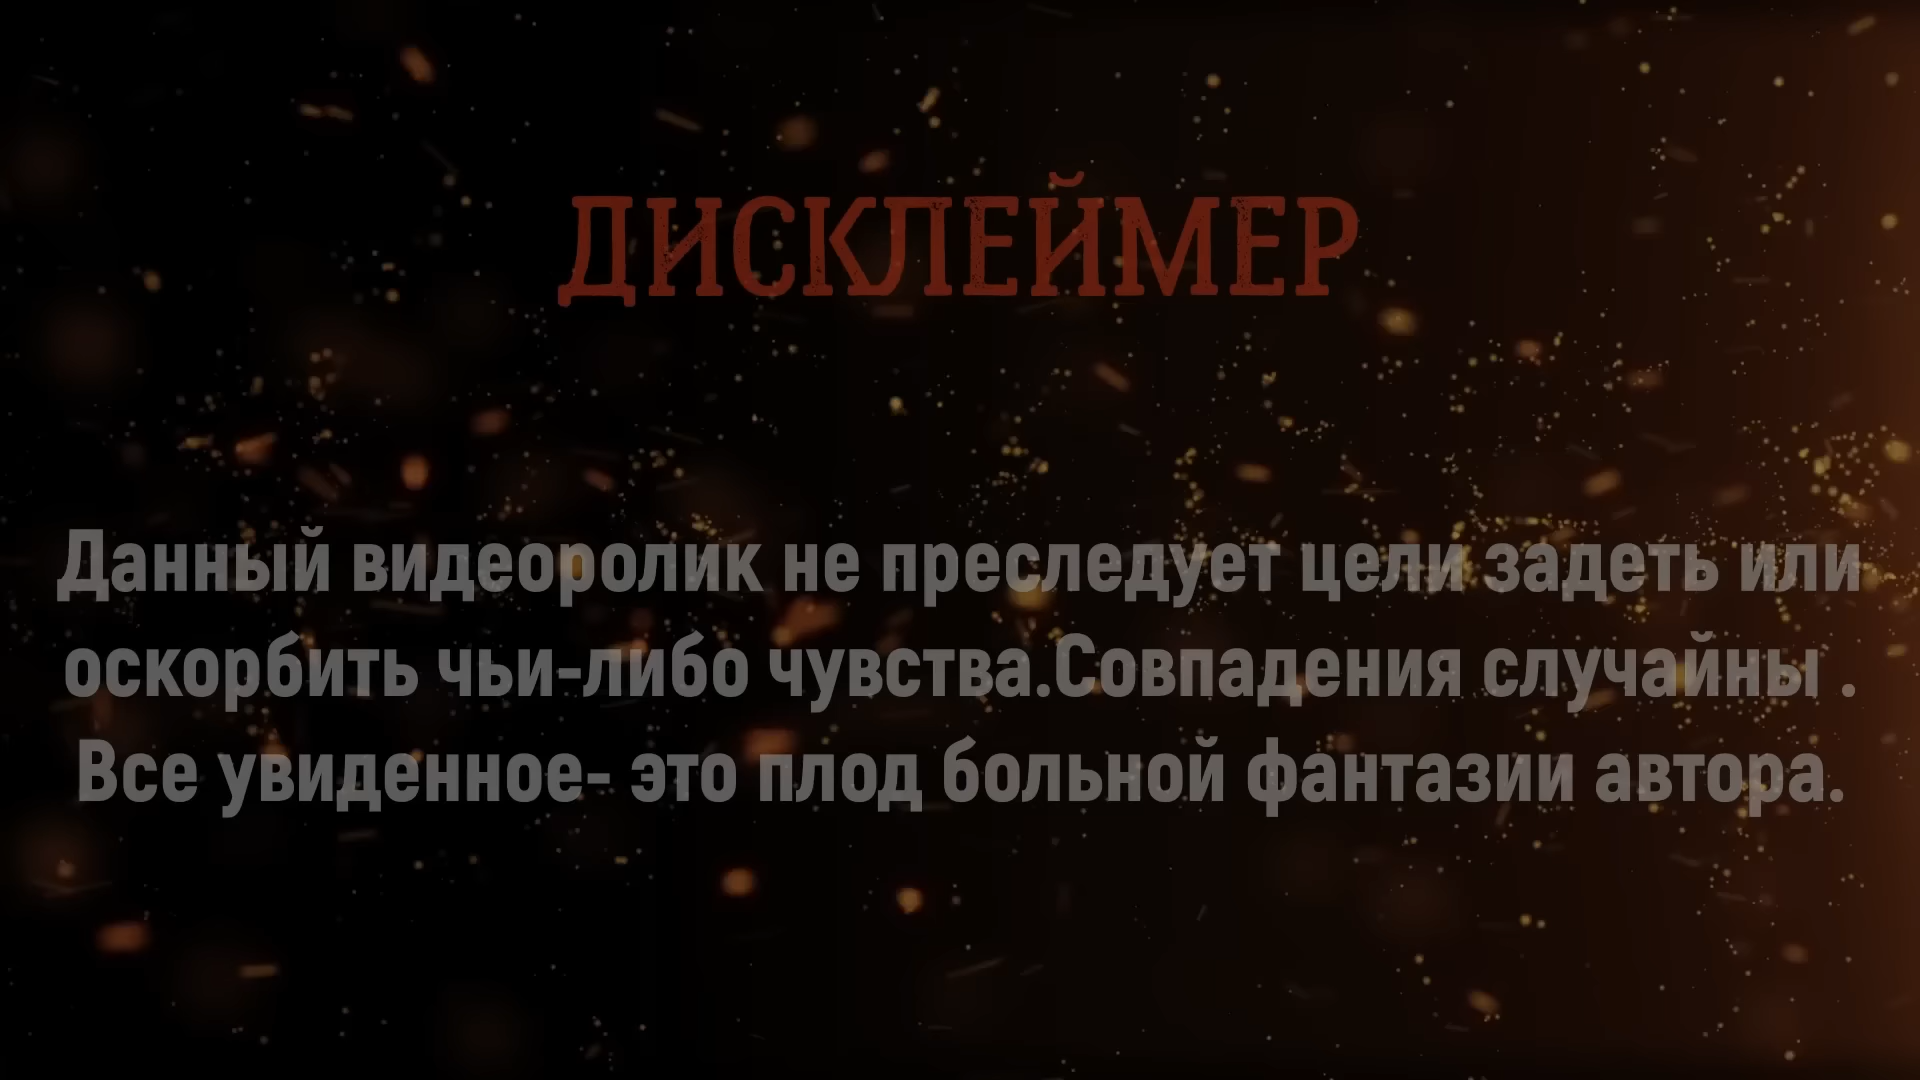 ДИСКЛЕЙМЕР
Данный видеоролик не преследует цели задеть или
оскорбить чьи-либо чувства.Совпадения случайны .
Все увиденное- это плод больной фантазии автора.